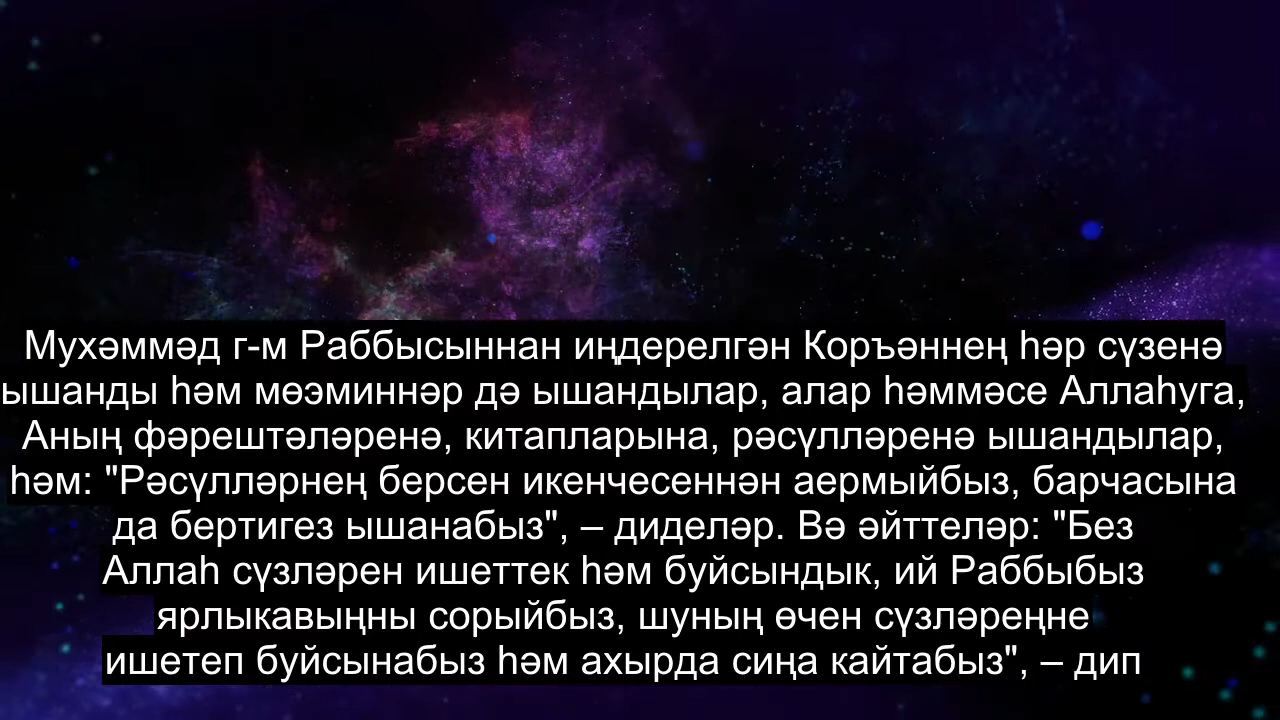 Мухәммәд г-м Раббысыннан иңдерелгән Коръәннең һәр сүзенә
ышанды һәм мөэминнәр дә ышандылар, алар һәммәсе Аллаһуга,
Аның фәрештәләренә, китапларына, рәсүлләренә ышандылар,
һәм: "Рәсүлләрнең берсен икенчесеннән аермыйбыз, барчасына
да бертигез ышанабыз", – диделәр. Вә әйттеләр: "Без
Аллаһ сүзләрен ишеттек һәм буйсындык, ий Раббыбыз
ярлыкавыңны сорыйбыз, шуның өчен сүзләреңне
ишетеп буйсынабыз һәм ахырда сиңа кайтабыз", – дип